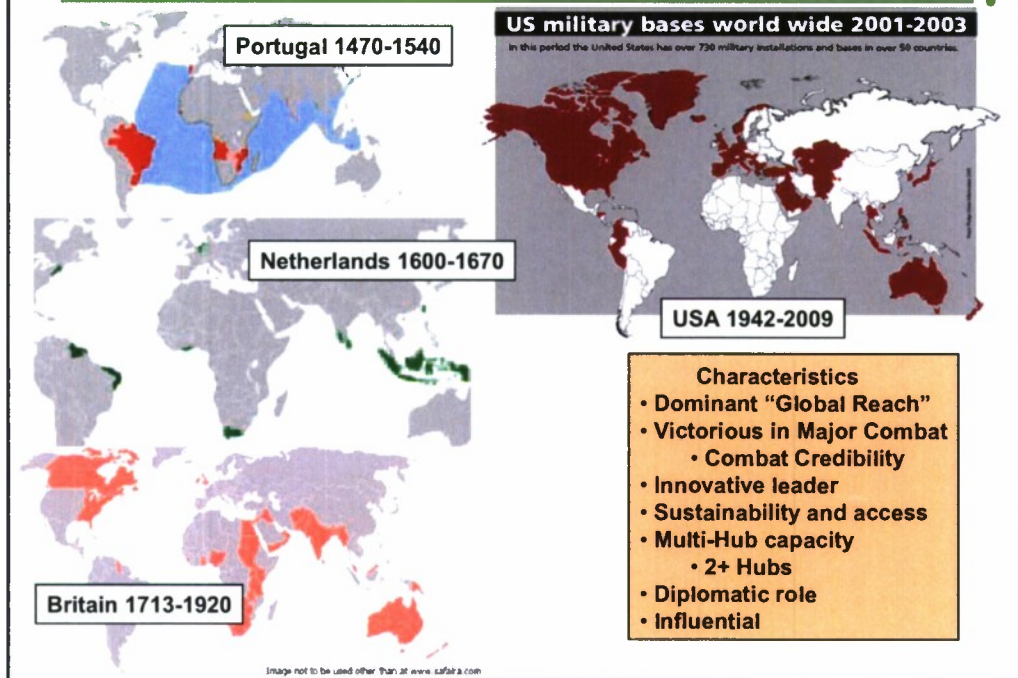 Portugal 1470-1540
US military bases world wide 2001-2003
In this period the United States has over 730 military installations and bases in over 50 countries.
Netherlands 1600-1670
USA 1942-2009
Characteristics
• Dominant “Global Reach”
• Victorious in Major Combat
• Combat Credibility
• Innovative leader
• Sustainability and access
• Multi-Hub capacity
• 2+ Hubs
• Diplomatic role
• Influential
Britain 1713-1920
Image not to be used other than at www.safalra.com